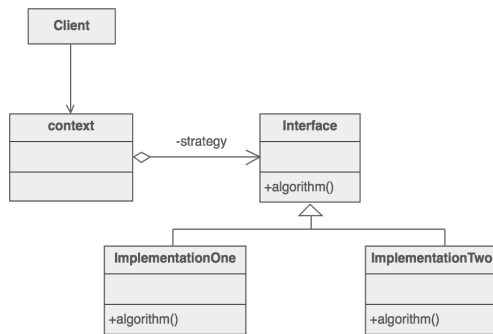 Client
context
-strategy
Interface
+algorithm()
ImplementationOne
+algorithm()
ImplementationTwo
+algorithm()